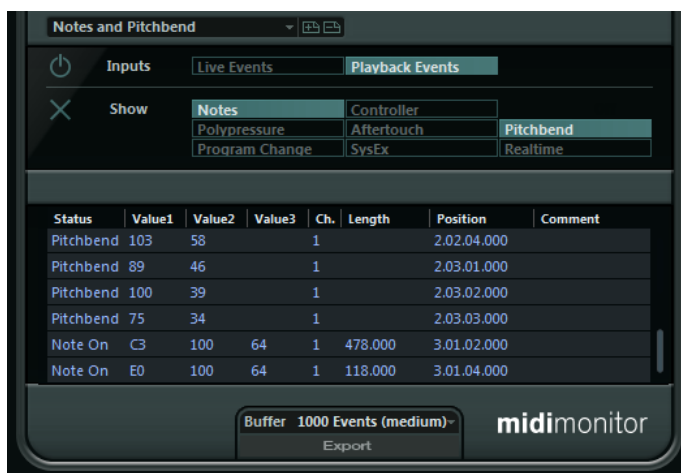 Notes and Pitchbend
Inputs Live Events Playback Events
Show Notes Controller
Polypressure Aftertouch Pitchbend
Program Change SysEx Realtime
Status Value1 Value2 Value3 Ch. Length Position Comment
Pitchbend 103 58 1 2.02.04.000
Pitchbend 89 46 1 2.03.01.000
Pitchbend 100 39 1 2.03.02.000
Pitchbend 75 34 1 2.03.03.000
Note On C3 100 64 1 478.000 3.01.02.000
Note On E0 100 64 1 118.000 3.01.04.000
Buffer 1000 Events (medium)
Export
midimonitor